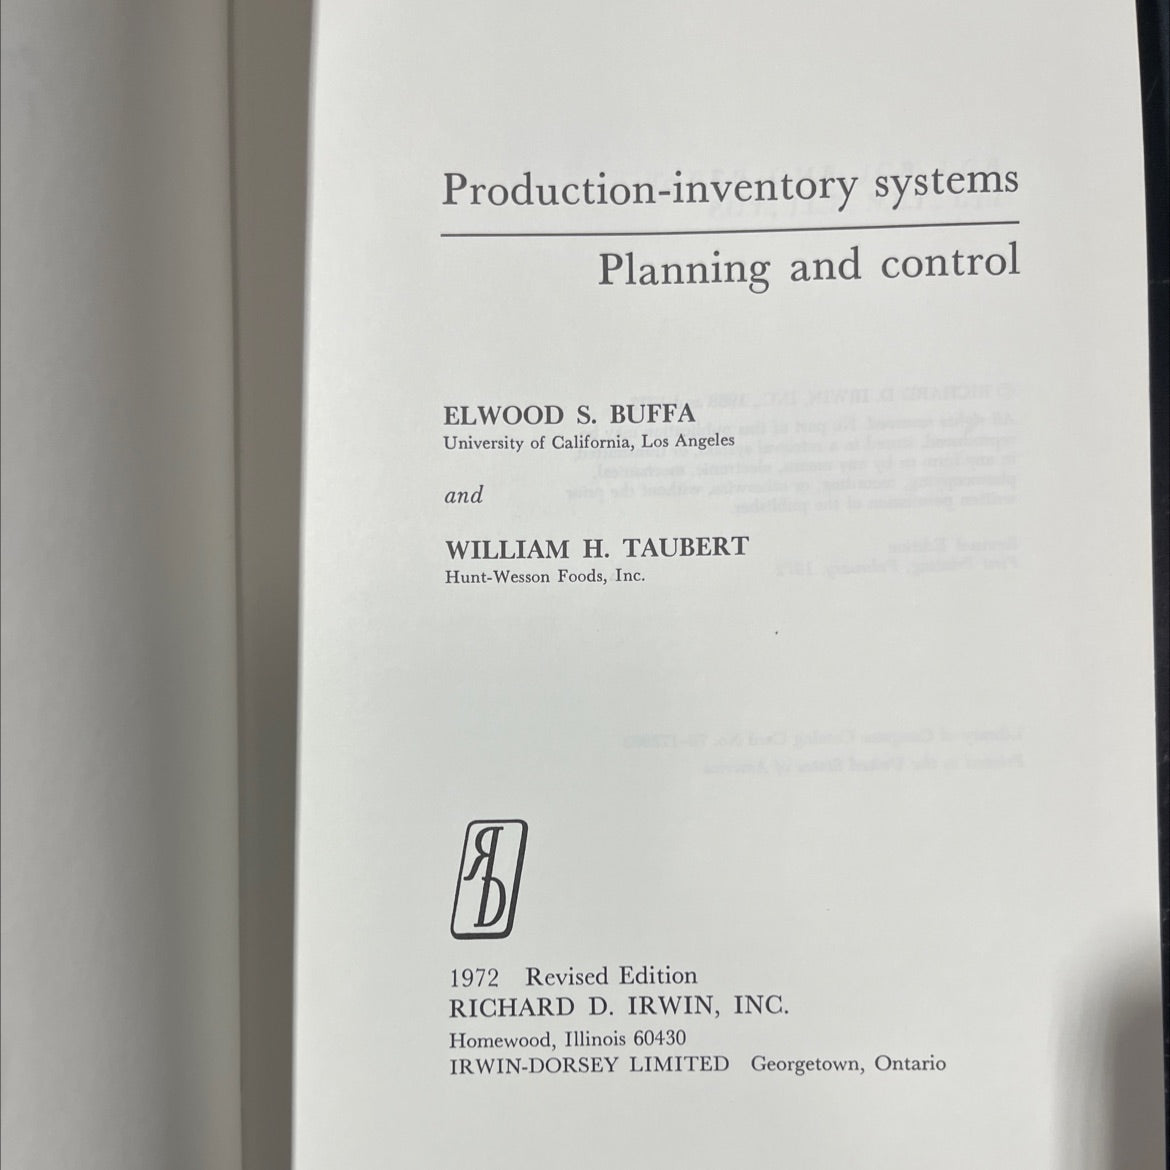 Production-inventory systems
Planning and control
ELWOOD S. BUFFA
University of California, Los Angeles
and
WILLIAM H. TAUBERT
Hunt-Wesson Foods, Inc.
RD
1972 Revised Edition
RICHARD D. IRWIN, INC.
Homewood, Illinois 60430
IRWIN-DORSEY LIMITED Georgetown, Ontario